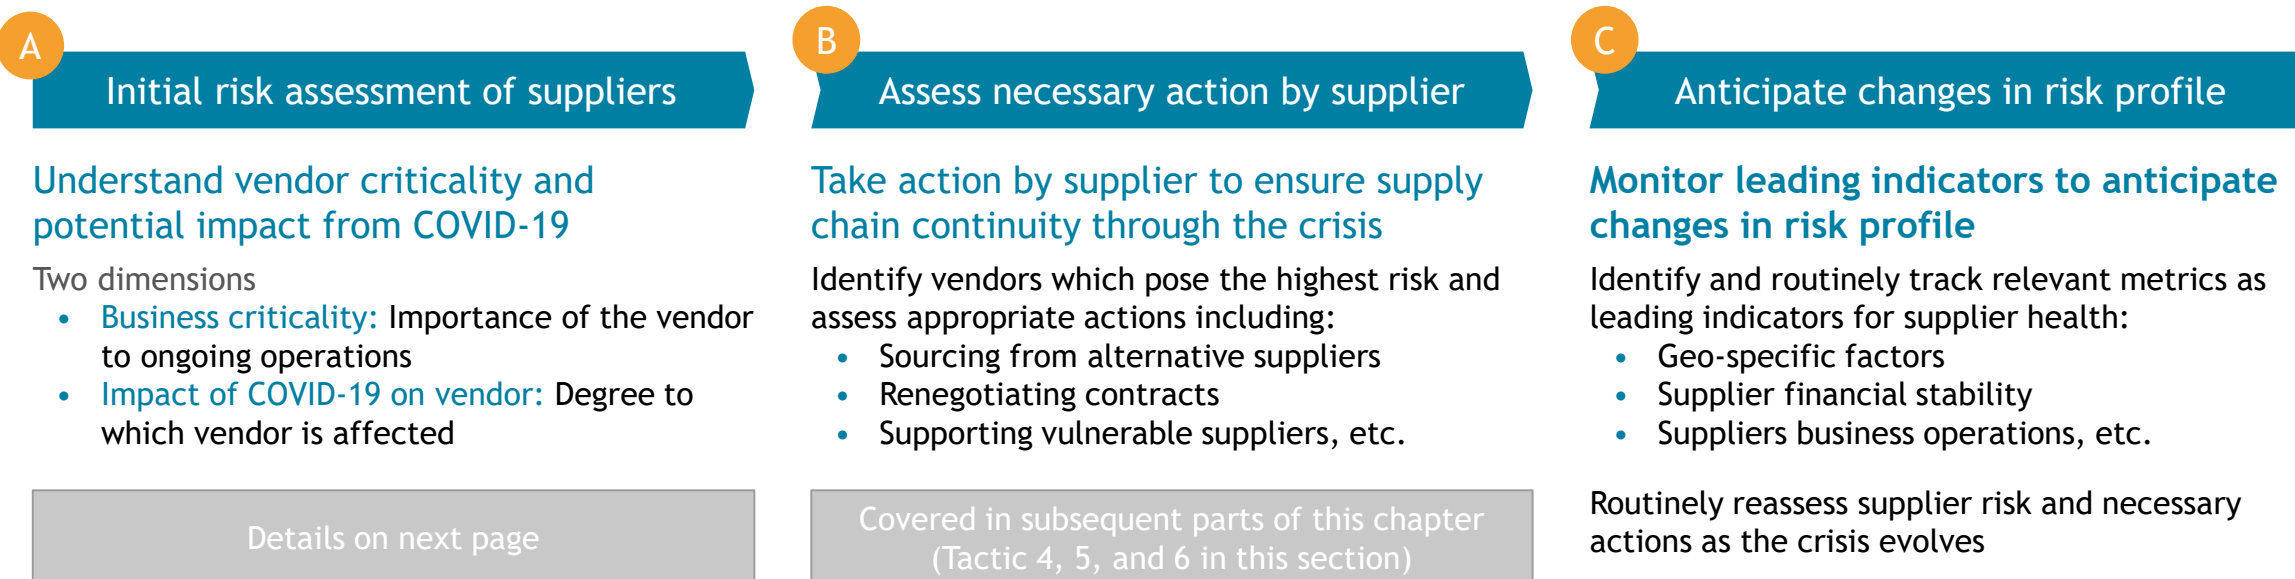 A
Initial risk assessment of suppliers
Understand vendor criticality and
potential impact from COVID-19
Two dimensions
• Business criticality: Importance of the vendor
to ongoing operations
• Impact of COVID-19 on vendor: Degree to
which vendor is affected
Details on next page
B
Assess necessary action by supplier
Take action by supplier to ensure supply
chain continuity through the crisis
Identify vendors which pose the highest risk and
assess appropriate actions including:
• Sourcing from alternative suppliers
• Renegotiating contracts
• Supporting vulnerable suppliers, etc.
Covered in subsequent parts of this chapter
(Tactic 4, 5, and 6 in this section)
C
Anticipate changes in risk profile
Monitor leading indicators to anticipate
changes in risk profile
Identify and routinely track relevant metrics as
leading indicators for supplier health:
• Geo-specific factors
• Supplier financial stability
• Suppliers business operations, etc.
Routinely reassess supplier risk and necessary
actions as the crisis evolves